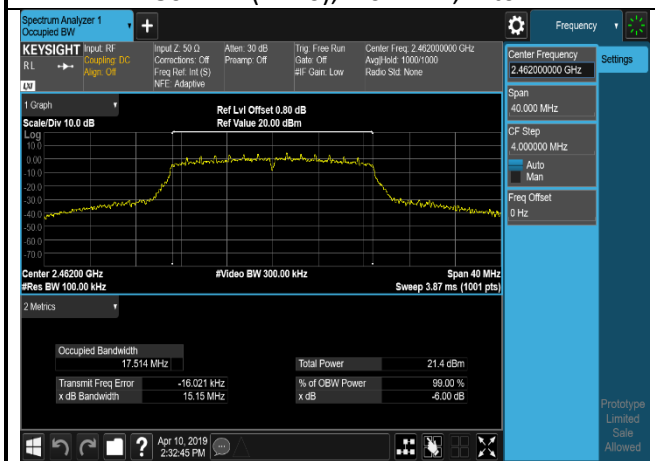 Spectrum Analyzer 1
Occupied BW
Frequency
KEYSIGHT
RL
LXI
Input: RF
Coupling: DC
Align: Off
Input Z: 50 Ω
Corrections: Off
Freq Ref: Int (S)
NFE: Adaptive
Atten: 30 dB
Preamp: Off
Trig: Free Run
Gate: Off
#IF Gain: Low
Center Freq: 2.462000000 GHz
Avg|Hold: 1000/1000
Radio Std: None
Center Frequency
2.462000000 GHz
Settings
Span
40.000 MHz
CF Step
4.000000 MHz
Auto
Man
Freq Offset
0 Hz
1 Graph
Scale/Div 10.0 dB
Ref Lvl Offset 0.80 dB
Ref Value 20.00 dBm
Log
10.0
0.00
-10.0
-20.0
-30.0
-40.0
-50.0
-60.0
-70.0
Center 2.46200 GHz
#Video BW 300.00 kHz
Span 40 MHz
#Res BW 100.00 kHz
Sweep 3.87 ms (1001 pts)
2 Metrics
Occupied Bandwidth
17.514 MHz
Total Power 21.4 dBm
Transmit Freq Error -16.021 kHz
% of OBW Power 99.00 %
x dB Bandwidth 15.15 MHz
x dB -6.00 dB
Prototype
Limited
Sale
Allowed
?
Apr 10, 2019
2:32:45 PM